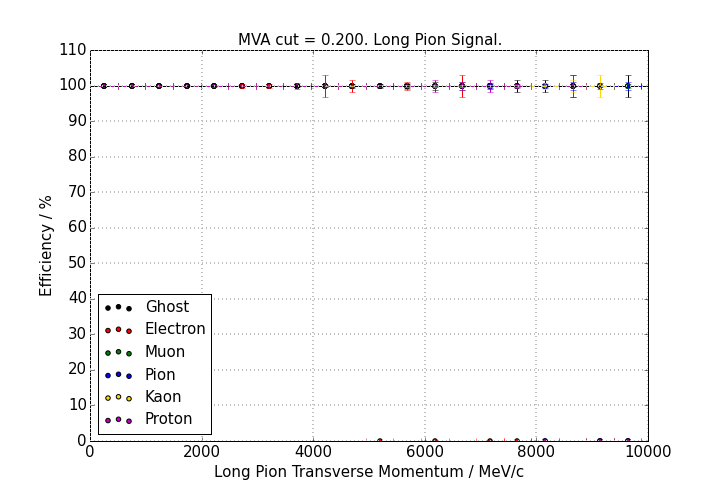 MVA cut = 0.200. Long Pion Signal.
110
100
90
80
70
60
50
40
30
20
10
0
Efficiency / %
Ghost
Electron
Muon
Pion
Kaon
Proton
0 2000 4000 6000 8000 10000
Long Pion Transverse Momentum / MeV/c